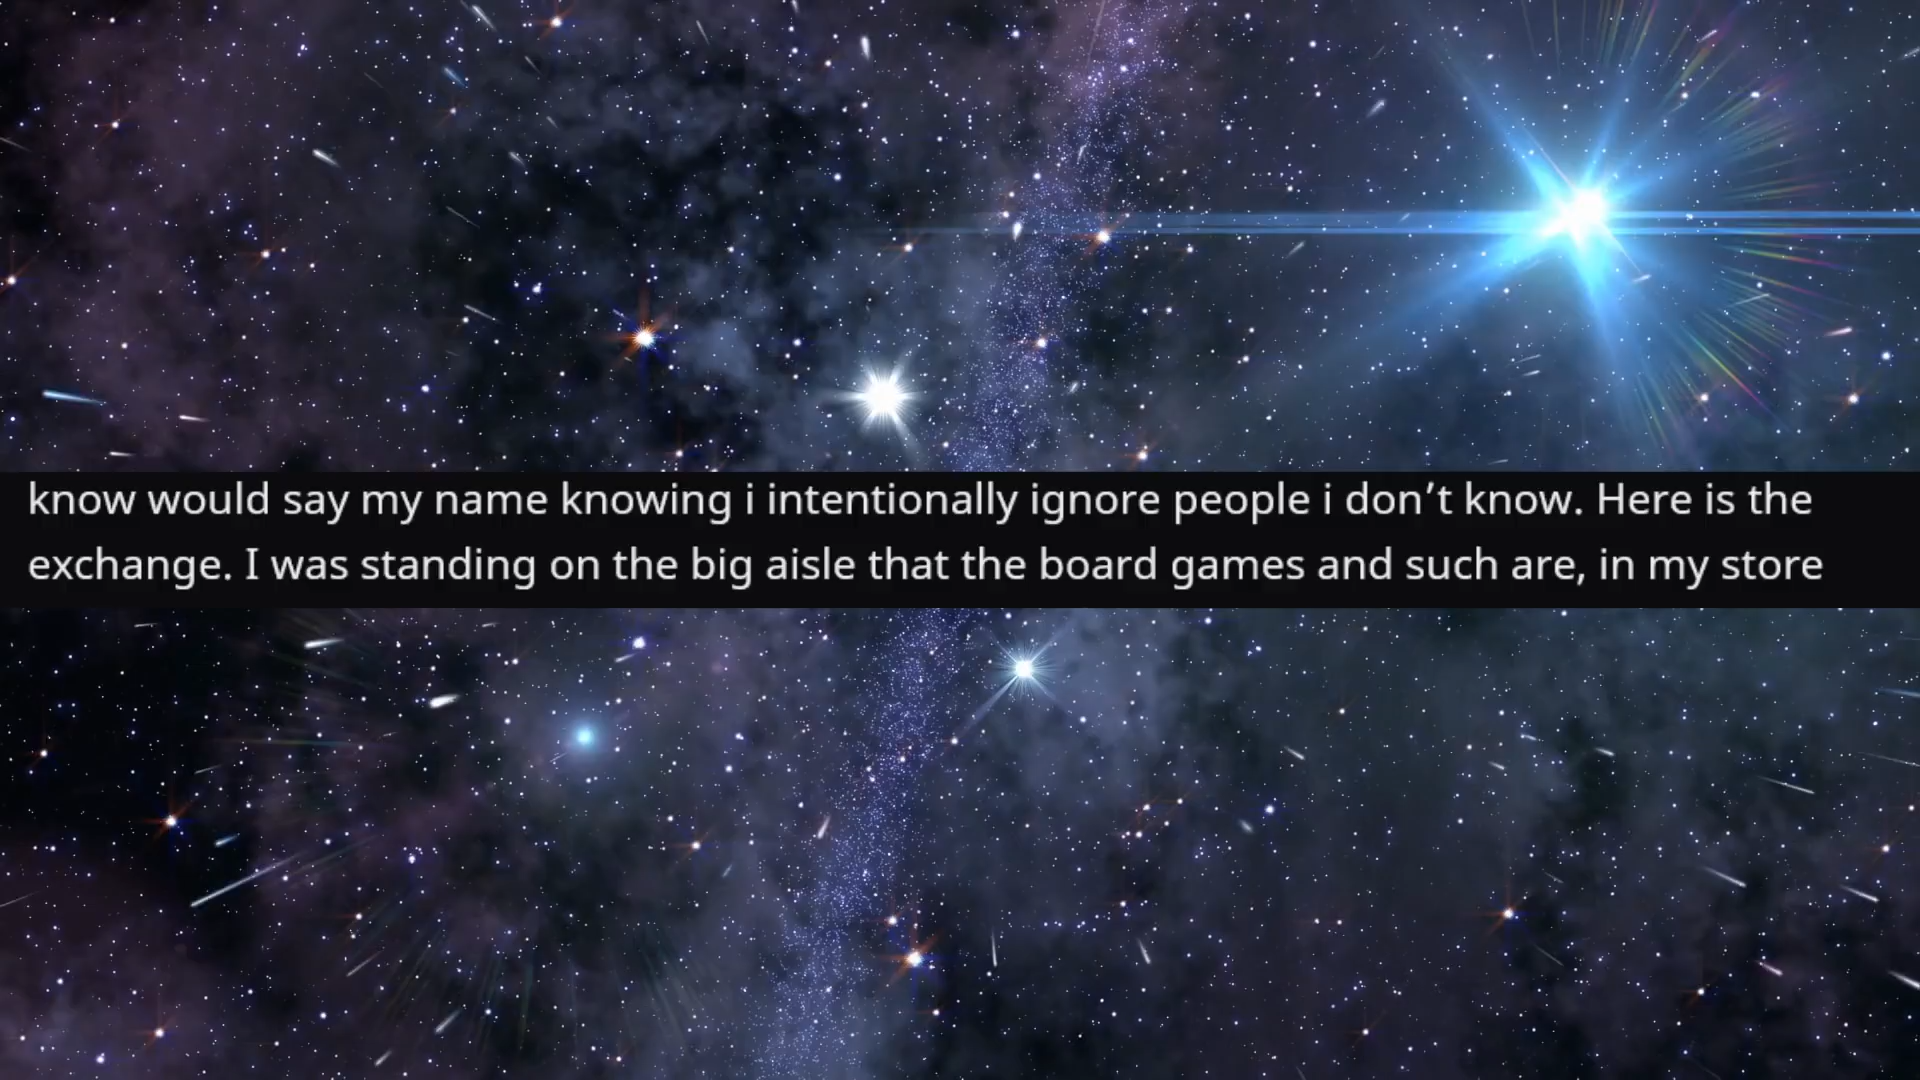 know would say my name knowing i intentionally ignore people i don’t know. Here is the
exchange. I was standing on the big aisle that the board games and such are, in my store